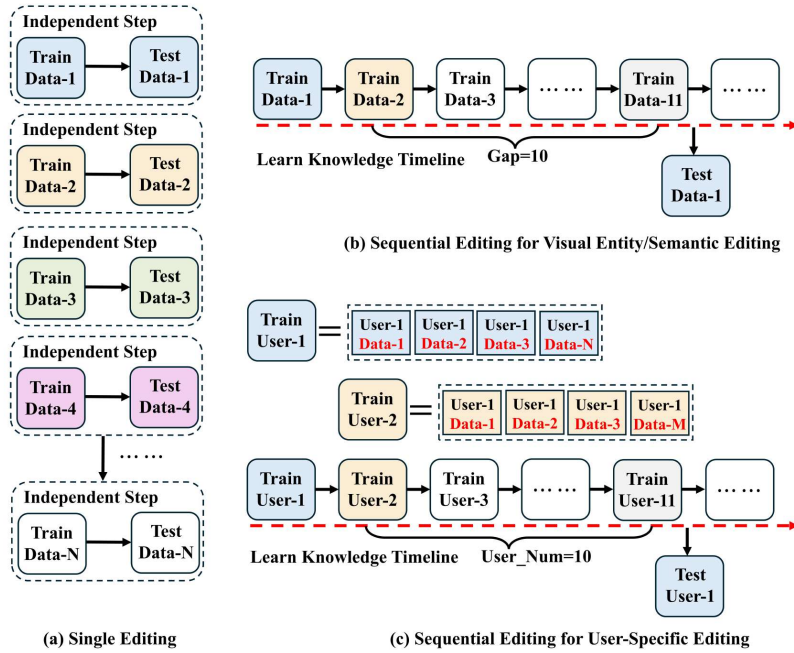 Independent Step
Train
Data-1
Test
Data-1
Independent Step
Train
Data-2
Test
Data-2
Independent Step
Train
Data-3
Test
Data-3
Independent Step
Train
Data-4
Test
Data-4
... ...
Independent Step
Train
Data-N
Test
Data-N
(a) Single Editing
Train
Data-1
Train
Data-2
Train
Data-3
... ...
Train
Data-11
... ...
Learn Knowledge Timeline
Gap=10
Test
Data-1
(b) Sequential Editing for Visual Entity/Semantic Editing
Train
User-1
=
User-1
Data-1
User-1
Data-2
User-1
Data-3
User-1
Data-N
Train
User-2
=
User-1
Data-1
User-1
Data-2
User-1
Data-3
User-1
Data-M
Train
User-1
Train
User-2
Train
User-3
... ...
Train
User-11
... ...
Learn Knowledge Timeline
User_Num=10
Test
User-1
(c) Sequential Editing for User-Specific Editing